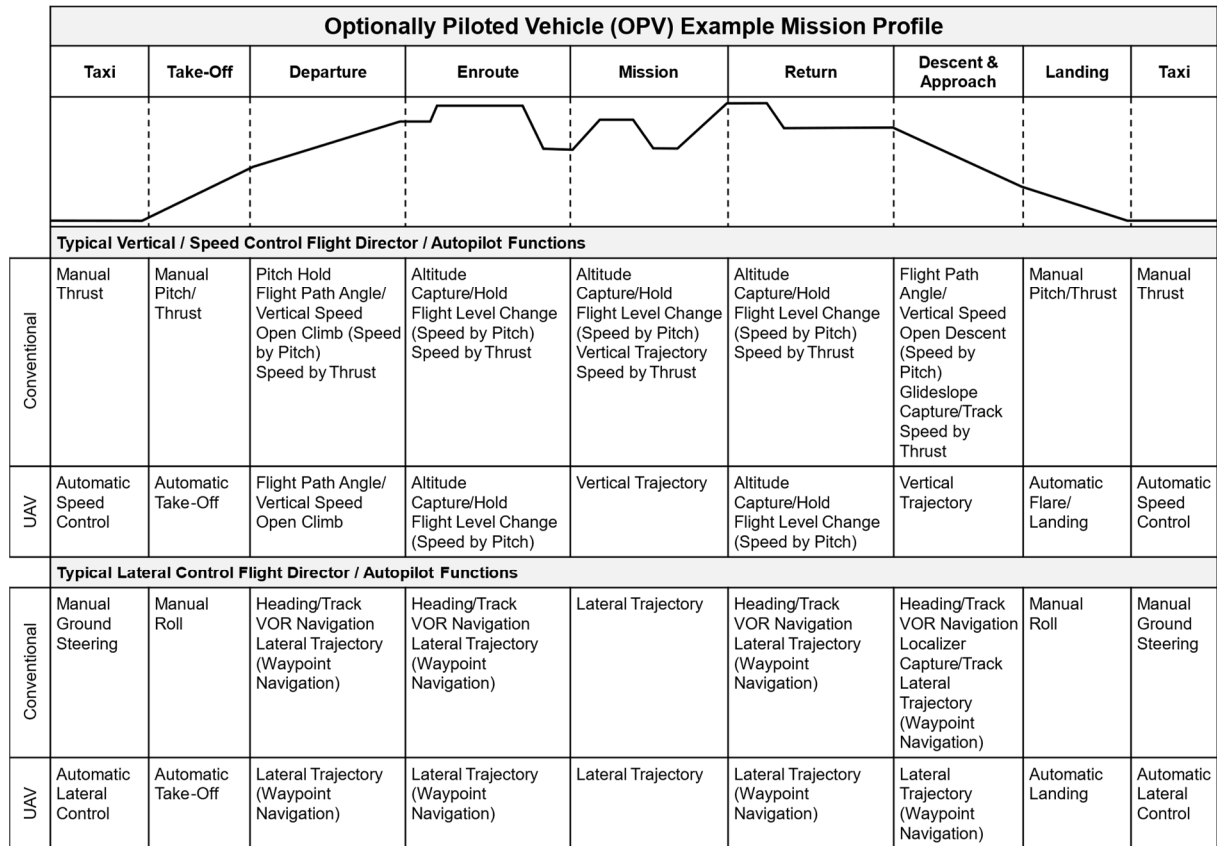 Optionally Piloted Vehicle (OPV) Example Mission Profile
Taxi
Take-Off
Departure
Enroute
Mission
Return
Descent &
Approach
Landing
Taxi
Typical Vertical / Speed Control Flight Director / Autopilot Functions
Conventional
Manual
Thrust
Manual
Pitch/
Thrust
Pitch Hold
Flight Path Angle/
Vertical Speed
Open Climb (Speed
by Pitch)
Speed by Thrust
Altitude
Capture/Hold
Flight Level Change
(Speed by Pitch)
Speed by Thrust
Altitude
Capture/Hold
Flight Level Change
(Speed by Pitch)
Vertical Trajectory
Speed by Thrust
Altitude
Capture/Hold
Flight Level Change
(Speed by Pitch)
Speed by Thrust
Flight Path
Angle/
Vertical Speed
Open Descent
(Speed by
Pitch)
Glideslope
Capture/Track
Speed by
Thrust
Manual
Pitch/Thrust
Manual
Thrust
UAV
Automatic
Speed
Control
Automatic
Take-Off
Flight Path Angle/
Vertical Speed
Open Climb
Altitude
Capture/Hold
Flight Level Change
(Speed by Pitch)
Vertical Trajectory
Altitude
Capture/Hold
Flight Level Change
(Speed by Pitch)
Vertical
Trajectory
Automatic
Flare/
Landing
Automatic
Speed
Control
Typical Lateral Control Flight Director / Autopilot Functions
Conventional
Manual
Ground
Steering
Manual
Roll
Heading/Track
VOR Navigation
Lateral Trajectory
(Waypoint
Navigation)
Heading/Track
VOR Navigation
Lateral Trajectory
(Waypoint
Navigation)
Lateral Trajectory
Heading/Track
VOR Navigation
Lateral Trajectory
(Waypoint
Navigation)
Heading/Track
VOR Navigation
Localizer
Capture/Track
Lateral
Trajectory
(Waypoint
Navigation)
Manual
Roll
Manual
Ground
Steering
UAV
Automatic
Lateral
Control
Automatic
Take-Off
Lateral Trajectory
(Waypoint
Navigation)
Lateral Trajectory
(Waypoint
Navigation)
Lateral Trajectory
Lateral Trajectory
(Waypoint
Navigation)
Lateral
Trajectory
(Waypoint
Navigation)
Automatic
Landing
Automatic
Lateral
Control